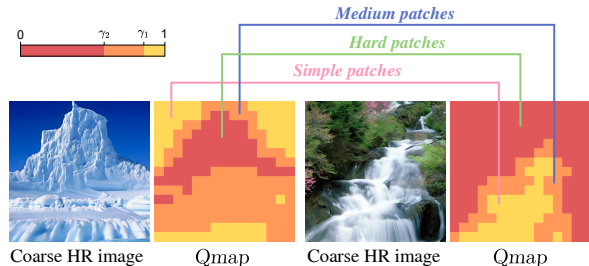 Medium patches
0 γ₂ γ₁ 1
Hard patches
Simple patches
Coarse HR image Qmap Coarse HR image Qmap